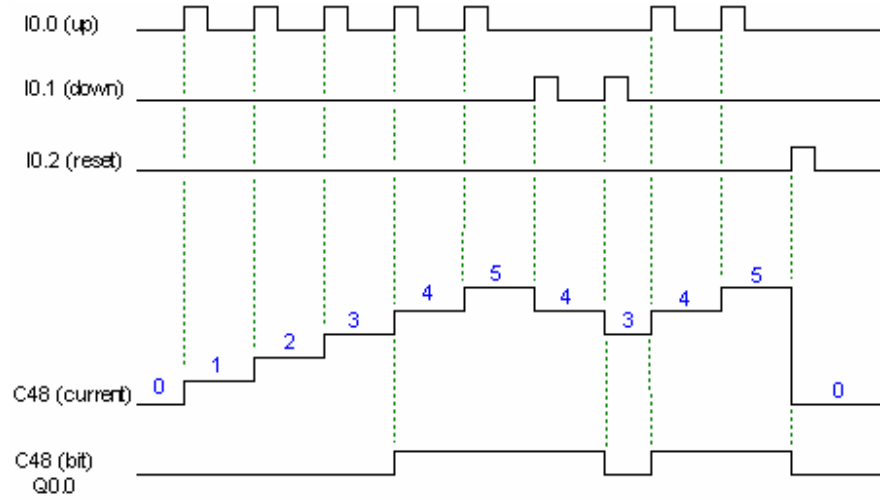 I0.0 (up)
I0.1 (down)
I0.2 (reset)
5
5
4
4
4
3
3
2
1
0
0
C48 (current)
C48 (bit)
Q0.0